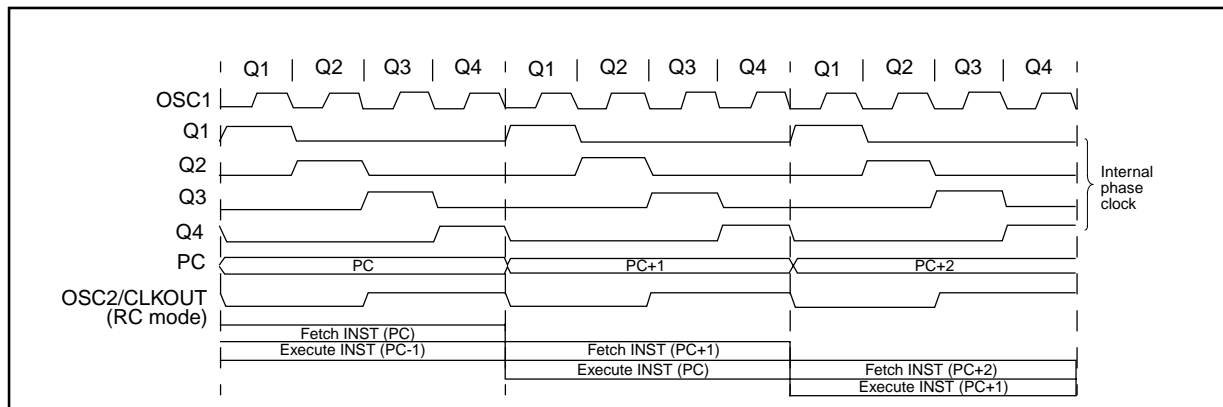 Q1 Q2 Q3 Q4 Q1 Q2 Q3 Q4 Q1 Q2 Q3 Q4
OSC1
Q1
Q2
Q3
Q4
Internal
phase
clock
PC PC PC+1 PC+2
OSC2/CLKOUT
(RC mode)
Fetch INST (PC)
Execute INST (PC-1) Fetch INST (PC+1)
Execute INST (PC) Fetch INST (PC+2)
Execute INST (PC+1)